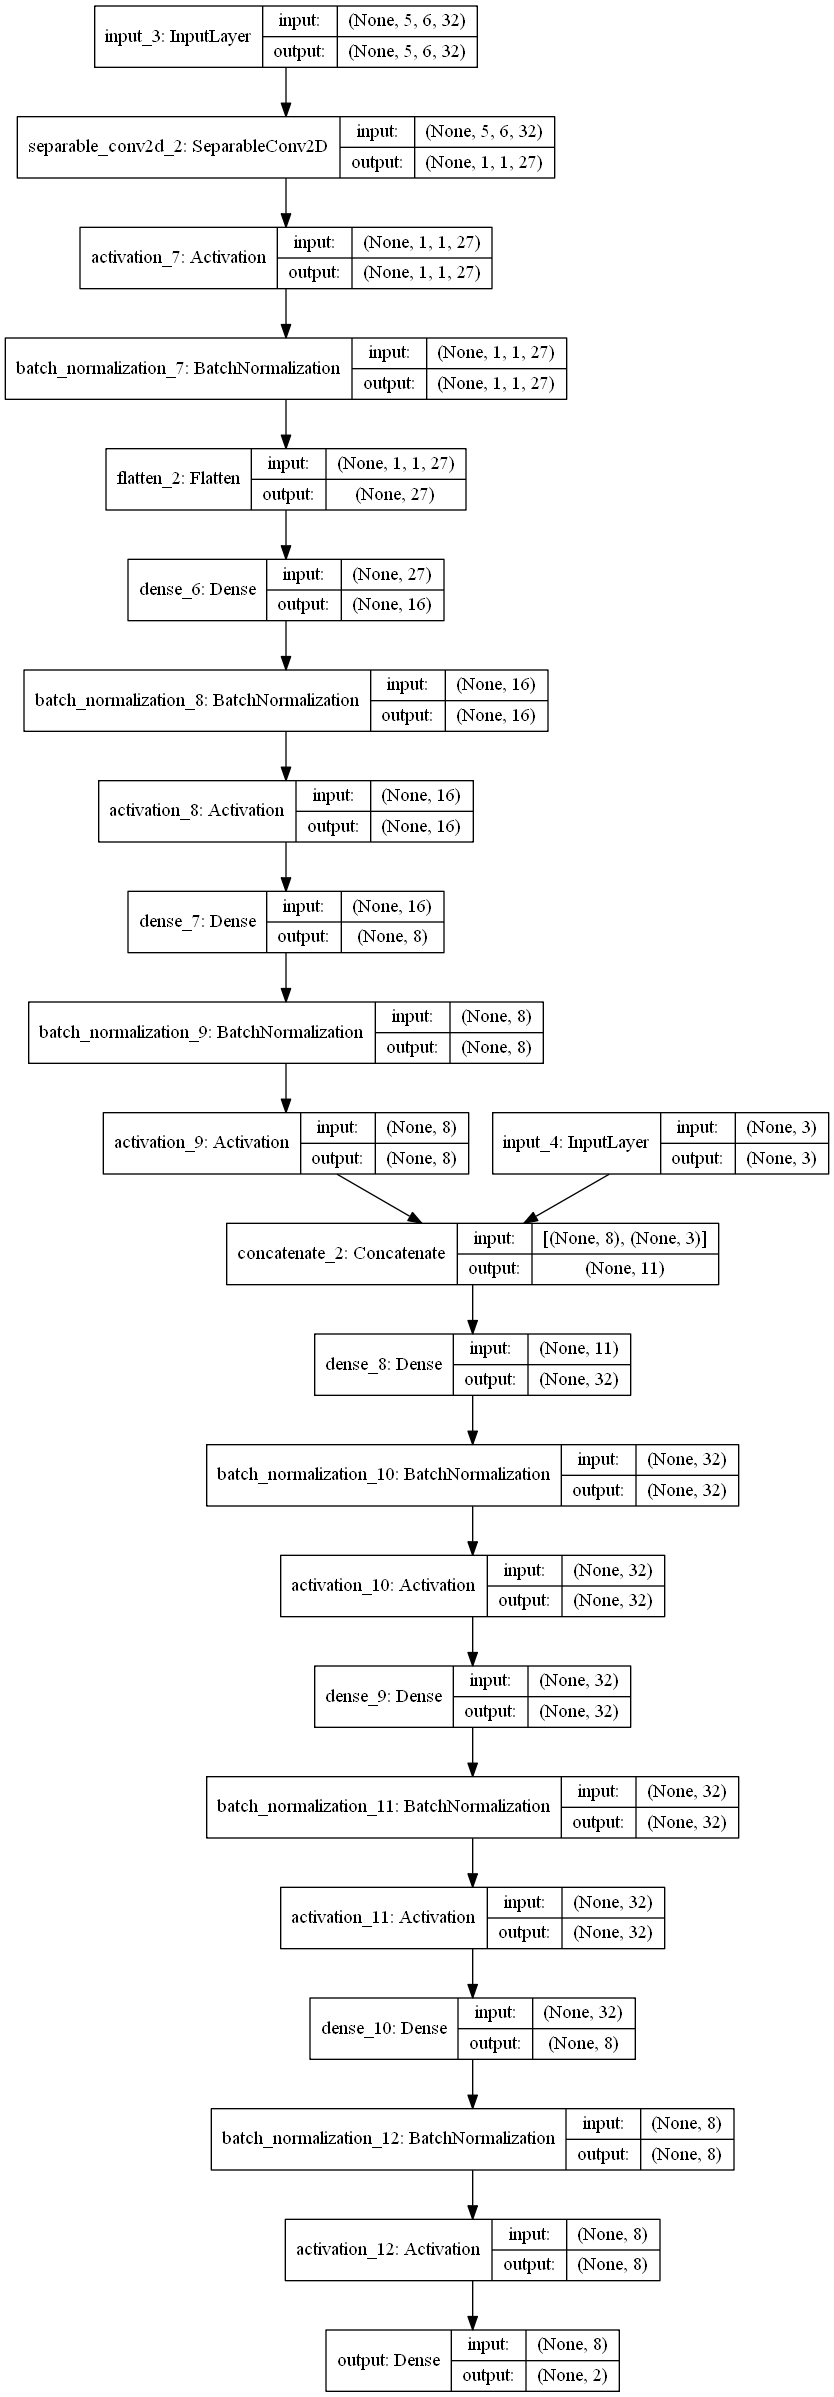 input_3: InputLayer
input: (None, 5, 6, 32)
output: (None, 5, 6, 32)
separable_conv2d_2: SeparableConv2D
input: (None, 5, 6, 32)
output: (None, 1, 1, 27)
activation_7: Activation
input: (None, 1, 1, 27)
output: (None, 1, 1, 27)
batch_normalization_7: BatchNormalization
input: (None, 1, 1, 27)
output: (None, 1, 1, 27)
flatten_2: Flatten
input: (None, 1, 1, 27)
output: (None, 27)
dense_6: Dense
input: (None, 27)
output: (None, 16)
batch_normalization_8: BatchNormalization
input: (None, 16)
output: (None, 16)
activation_8: Activation
input: (None, 16)
output: (None, 16)
dense_7: Dense
input: (None, 16)
output: (None, 8)
batch_normalization_9: BatchNormalization
input: (None, 8)
output: (None, 8)
activation_9: Activation
input: (None, 8)
output: (None, 8)
input_4: InputLayer
input: (None, 3)
output: (None, 3)
concatenate_2: Concatenate
input: [(None, 8), (None, 3)]
output: (None, 11)
dense_8: Dense
input: (None, 11)
output: (None, 32)
batch_normalization_10: BatchNormalization
input: (None, 32)
output: (None, 32)
activation_10: Activation
input: (None, 32)
output: (None, 32)
dense_9: Dense
input: (None, 32)
output: (None, 32)
batch_normalization_11: BatchNormalization
input: (None, 32)
output: (None, 32)
activation_11: Activation
input: (None, 32)
output: (None, 32)
dense_10: Dense
input: (None, 32)
output: (None, 8)
batch_normalization_12: BatchNormalization
input: (None, 8)
output: (None, 8)
activation_12: Activation
input: (None, 8)
output: (None, 8)
output: Dense
input: (None, 8)
output: (None, 2)